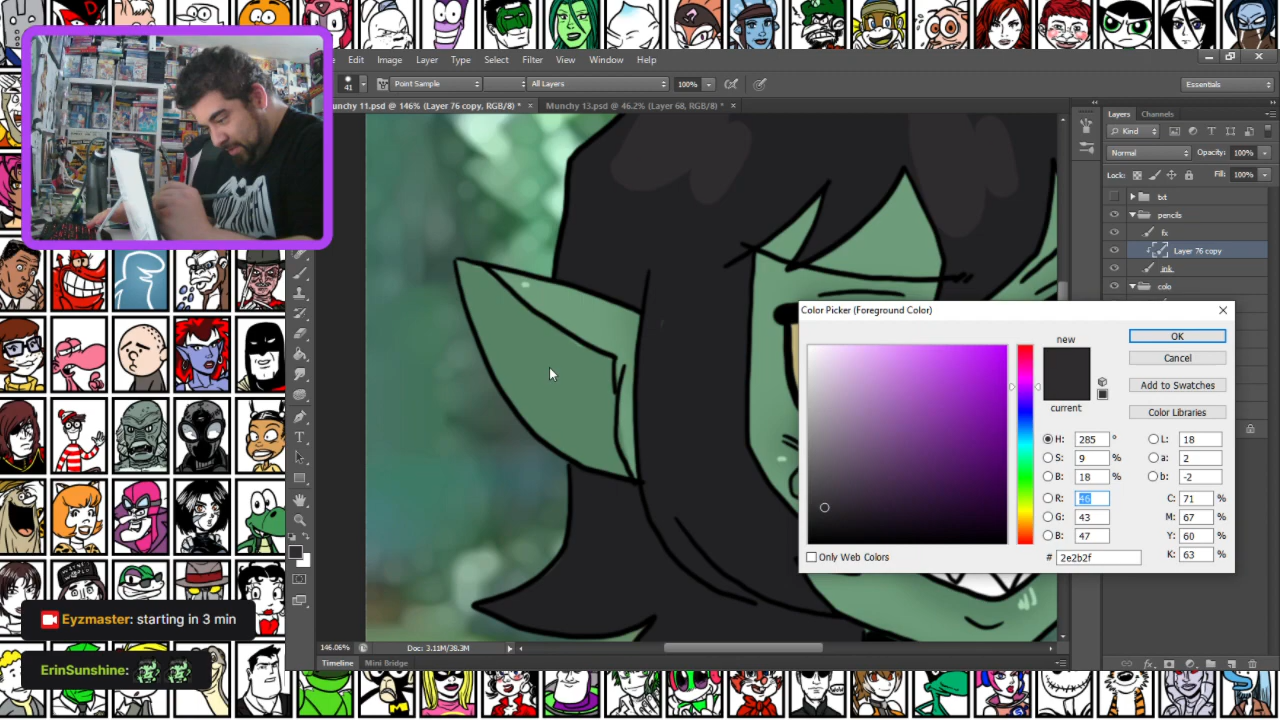 Edit Image Layer Type Select Filter View Window Help
41 Point Sample All Layers 100% Essentials
unchy 11.psd @ 146% (Layer 76 copy, RGB/8) * × Munchy 13.psd @ 46.2% (Layer 68, RGB/8) * ×
Layers Channels
Kind
Normal Opacity: 100%
Lock: Fill: 100%
txt
pencils
fx
Layer 76 copy
ink
colo
Color Picker (Foreground Color)
new
current
OK
Cancel
Add to Swatches
Color Libraries
H: 285 ° L: 18
S: 9 % a: 2
B: 18 % b: -2
R: 46 C: 71 %
G: 43 M: 67 %
B: 47 Y: 60 %
# 2e2b2f K: 63 %
Only Web Colors
Eyzmaster: starting in 3 min
ErinSunshine:
146.06% Doc: 3.11M/38.3M
Timeline Mini Bridge